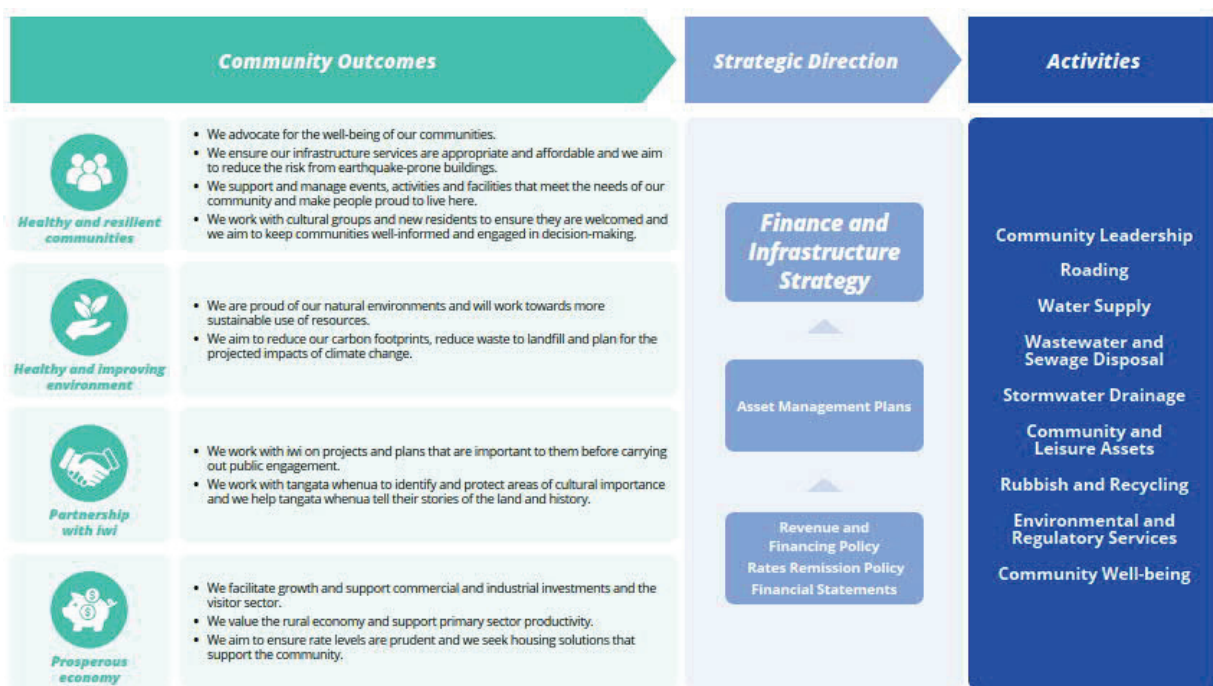 Community Outcomes
Strategic Direction
Activities
Healthy and resilient
communities
• We advocate for the well-being of our communities.
• We ensure our infrastructure services are appropriate and affordable and we aim
to reduce the risk from earthquake-prone buildings.
• We support and manage events, activities and facilities that meet the needs of our
community and make people proud to live here.
• We work with cultural groups and new residents to ensure they are welcomed and
we aim to keep communities well-informed and engaged in decision-making.
Healthy and improving
environment
• We are proud of our natural environments and will work towards more
sustainable use of resources.
• We aim to reduce our carbon footprints, reduce waste to landfill and plan for the
projected impacts of climate change.
Partnership
with iwi
• We work with iwi on projects and plans that are important to them before carrying
out public engagement.
• We work with tangata whenua to identify and protect areas of cultural importance
and we help tangata whenua tell their stories of the land and history.
Prosperous
economy
• We facilitate growth and support commercial and industrial investments and the
visitor sector.
• We value the rural economy and support primary sector productivity.
• We aim to ensure rate levels are prudent and we seek housing solutions that
support the community.
Finance and
Infrastructure
Strategy
Asset Management Plans
Revenue and
Financing Policy
Rates Remission Policy
Financial Statements
Community Leadership
Roading
Water Supply
Wastewater and
Sewage Disposal
Stormwater Drainage
Community and
Leisure Assets
Rubbish and Recycling
Environmental and
Regulatory Services
Community Well-being